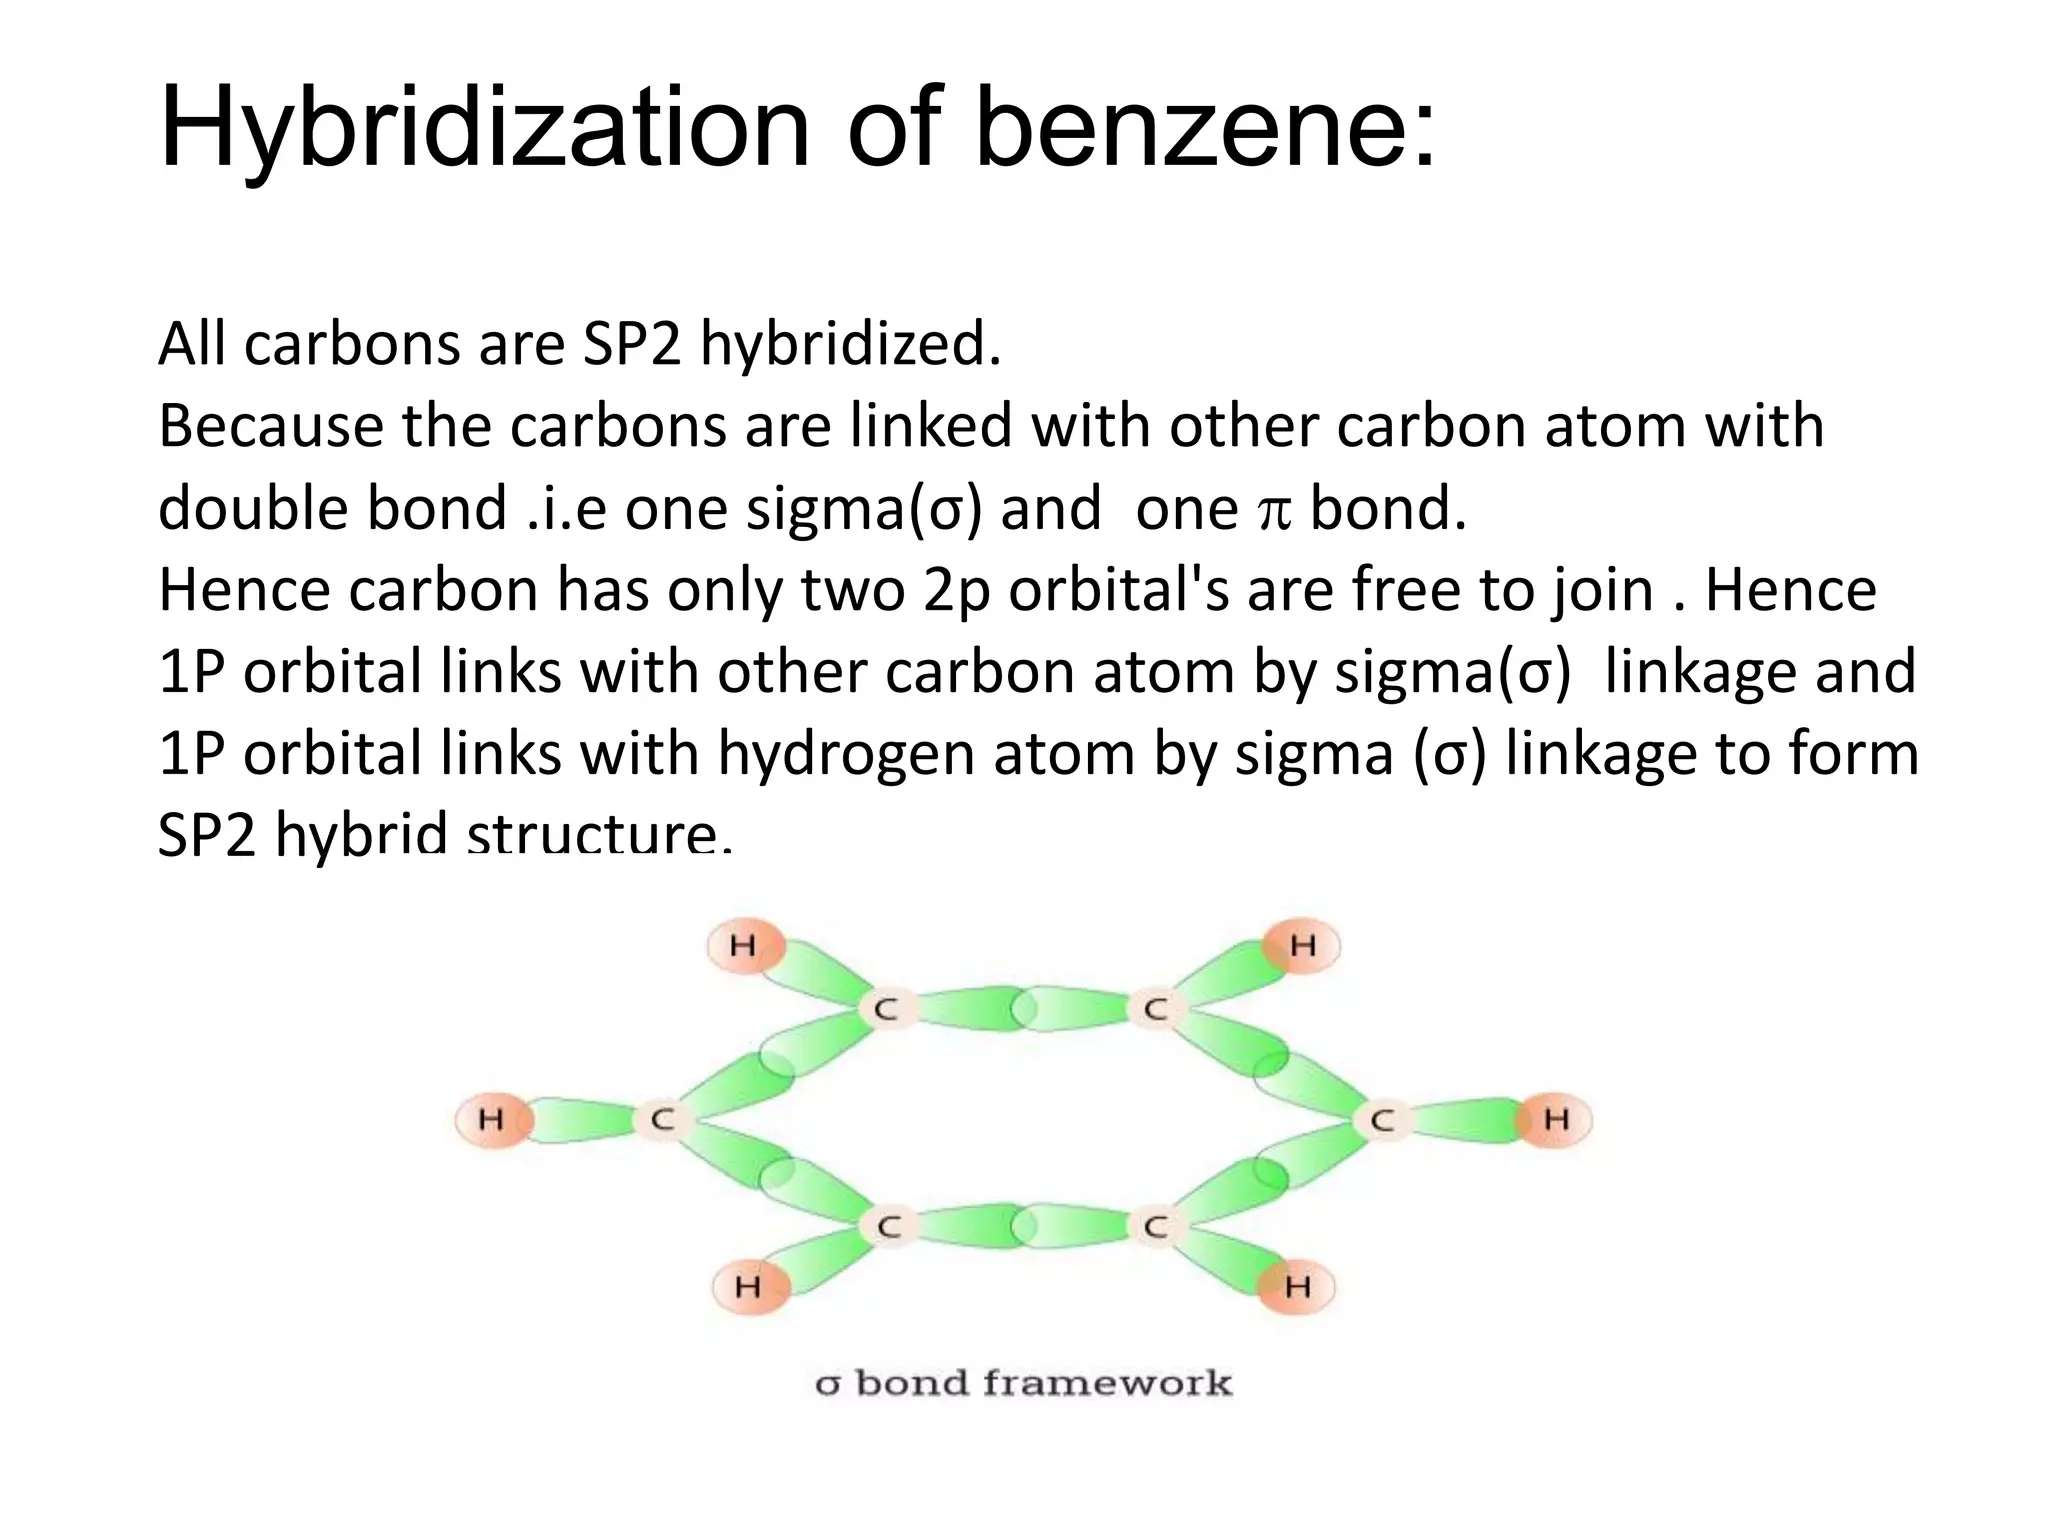 Hybridization of benzene:
All carbons are SP2 hybridized.
Because the carbons are linked with other carbon atom with
double bond .i.e one sigma(σ) and  one π bond.
Hence carbon has only two 2p orbital's are free to join . Hence
1P orbital links with other carbon atom by sigma(σ)  linkage and
1P orbital links with hydrogen atom by sigma (σ) linkage to form
SP2 hybrid structure.
H H
C C
H C C H
C C
H H
σ bond framework